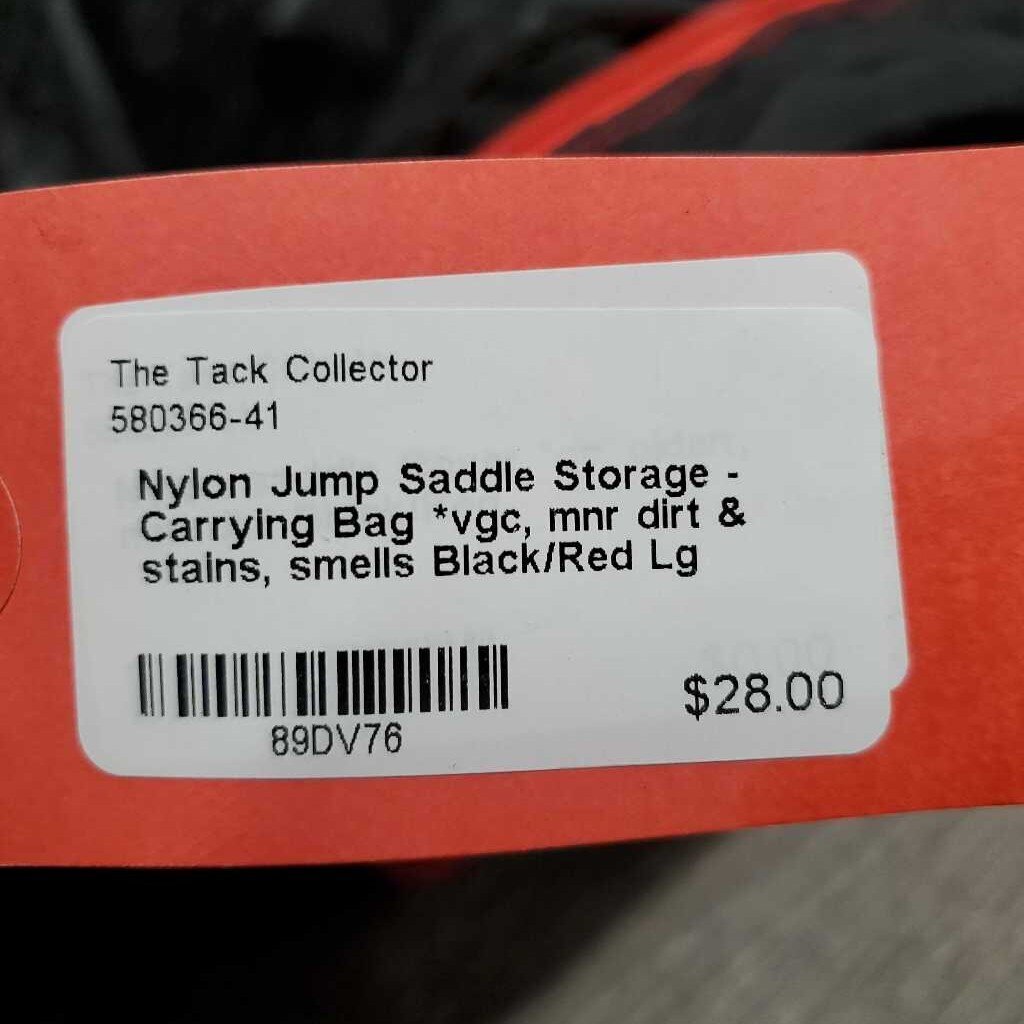 The Tack Collector
580366-41
Nylon Jump Saddle Storage -
Carrying Bag *vgc, mnr dirt &
stains, smells Black/Red Lg
89DV76
$28.00